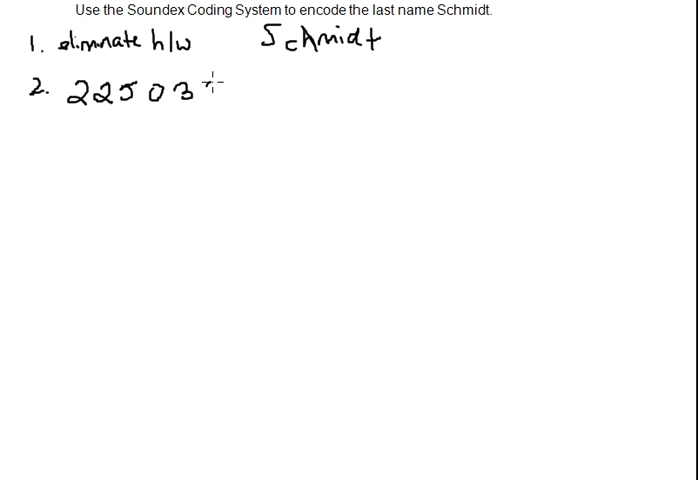 Use the Soundex Coding System to encode the last name Schmidt.
1. eliminate h/w Schmidt
2. 22503